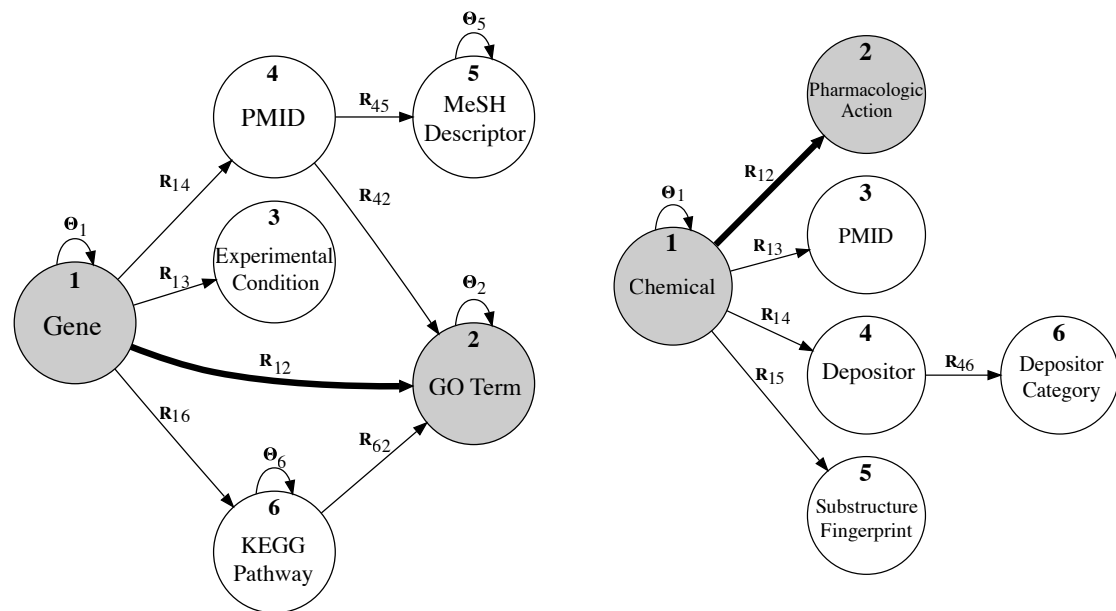 Θ5
4
PMID
R45
5
MeSH
Descriptor
R14
R42
Θ1
1
Gene
R13
3
Experimental
Condition
R12
Θ2
2
GO Term
R16
R62
Θ6
6
KEGG
Pathway
2
Pharmacologic
Action
R12
Θ1
1
Chemical
3
PMID
R13
R14
4
Depositor
R46
6
Depositor
Category
R15
5
Substructure
Fingerprint